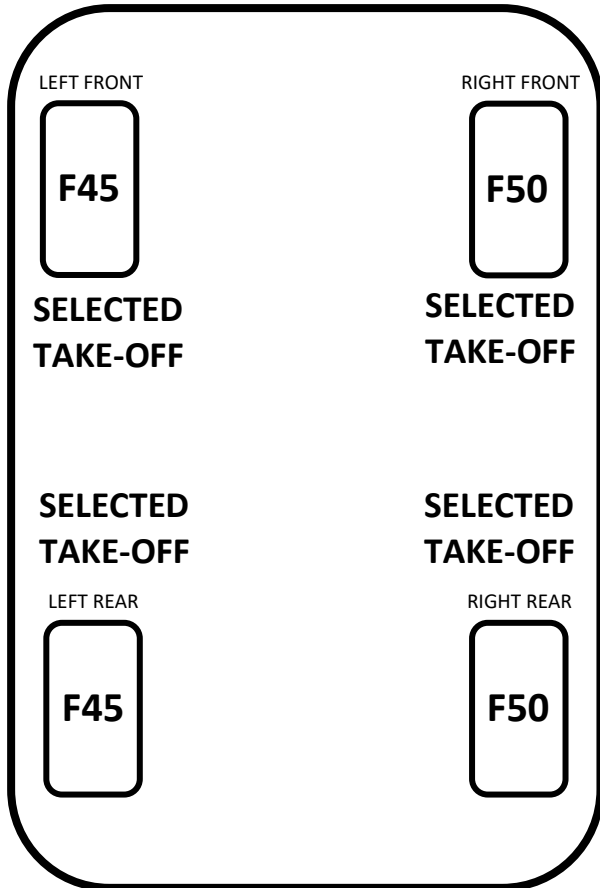 LEFT FRONT
RIGHT FRONT
F45
F50
SELECTED
TAKE-OFF
SELECTED
TAKE-OFF
SELECTED
TAKE-OFF
SELECTED
TAKE-OFF
LEFT REAR
RIGHT REAR
F45
F50